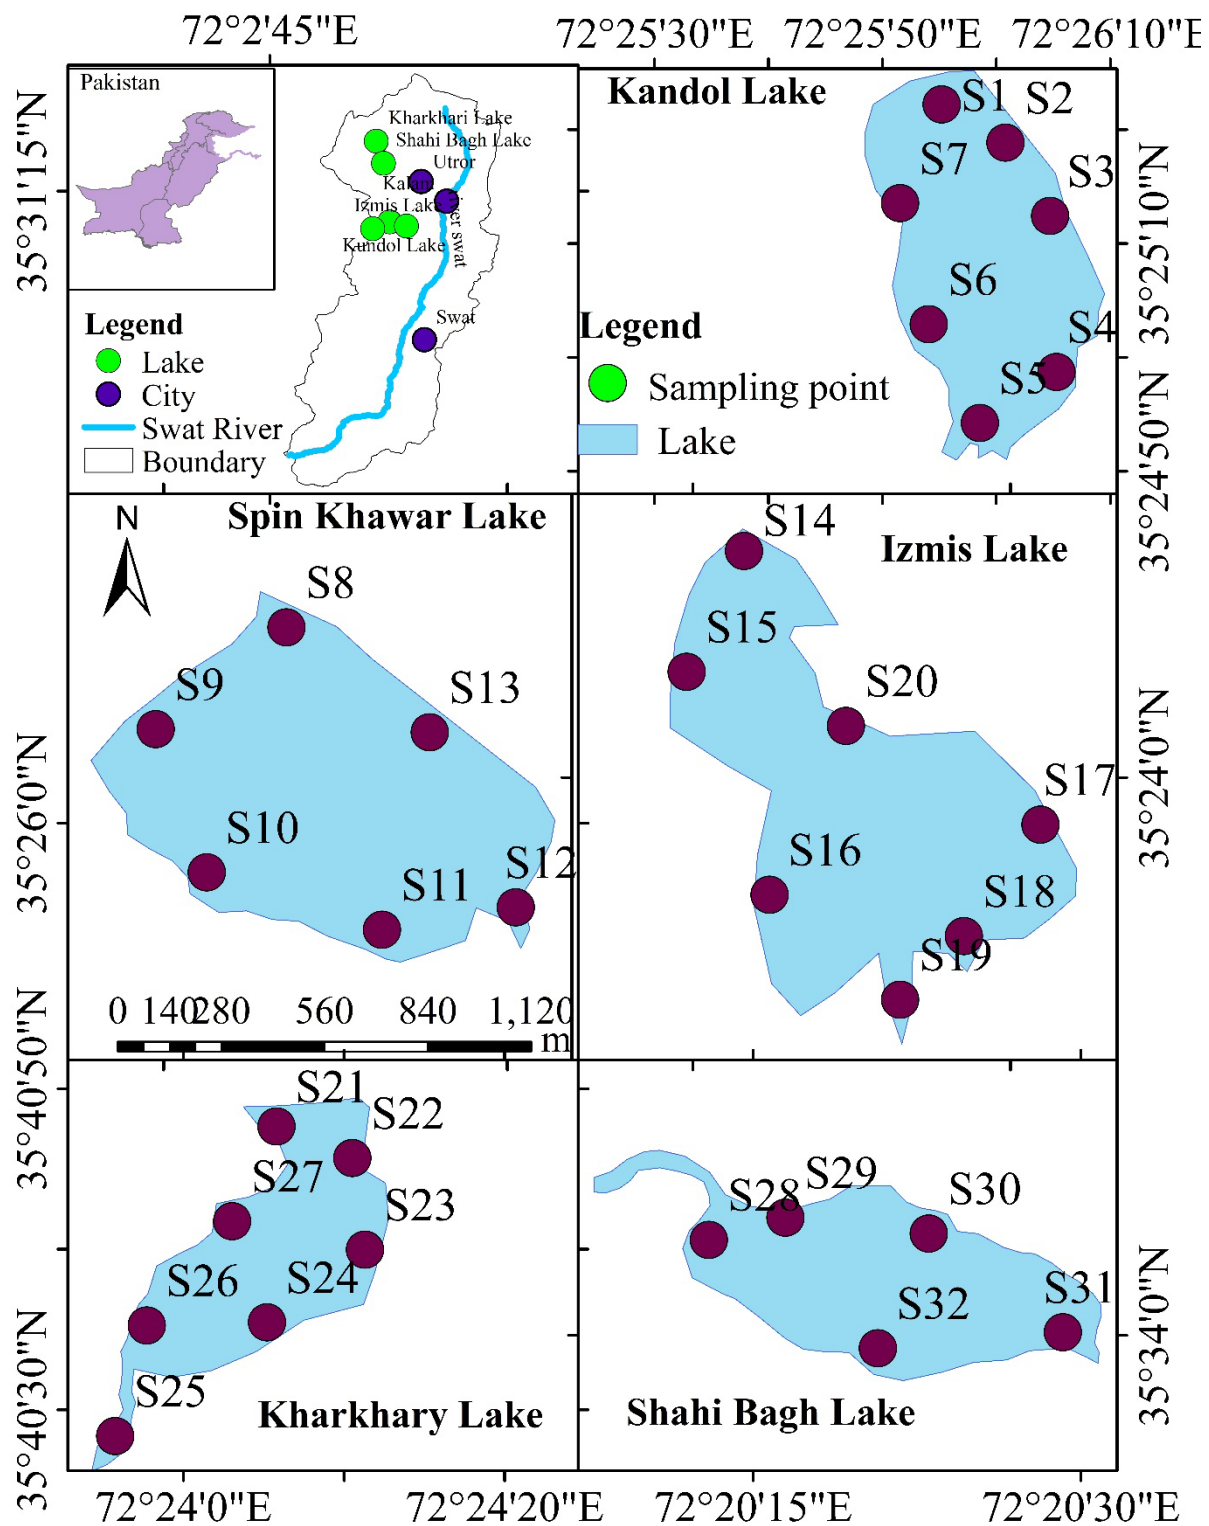 72°2'45"E
72°25'30"E
72°25'50"E
72°26'10"E
35°31'15"N
Pakistan
Kharkhari Lake
Shahi Bagh Lake
Utror
Kalam
Izmis Lake
Kundol Lake
swat
Swat
Legend
Lake
City
Swat River
Boundary
Kandol Lake
S1
S2
S7
S3
S6
S4
S5
Legend
Sampling point
Lake
35°25'10"N
35°24'50"N
N
Spin Khawar Lake
S8
S9
S13
S10
S12
S11
35°26'0"N
0 140 280 560 840 1,120
m
Izmis Lake
S14
S15
S20
S17
S16
S18
S19
35°24'0"N
35°40'50"N
35°40'30"N
S21
S22
S27
S23
S26
S24
S25
Kharkhary Lake
S28
S29
S30
S31
S32
Shahi Bagh Lake
35°34'0"N
72°24'0"E
72°24'20"E
72°20'15"E
72°20'30"E